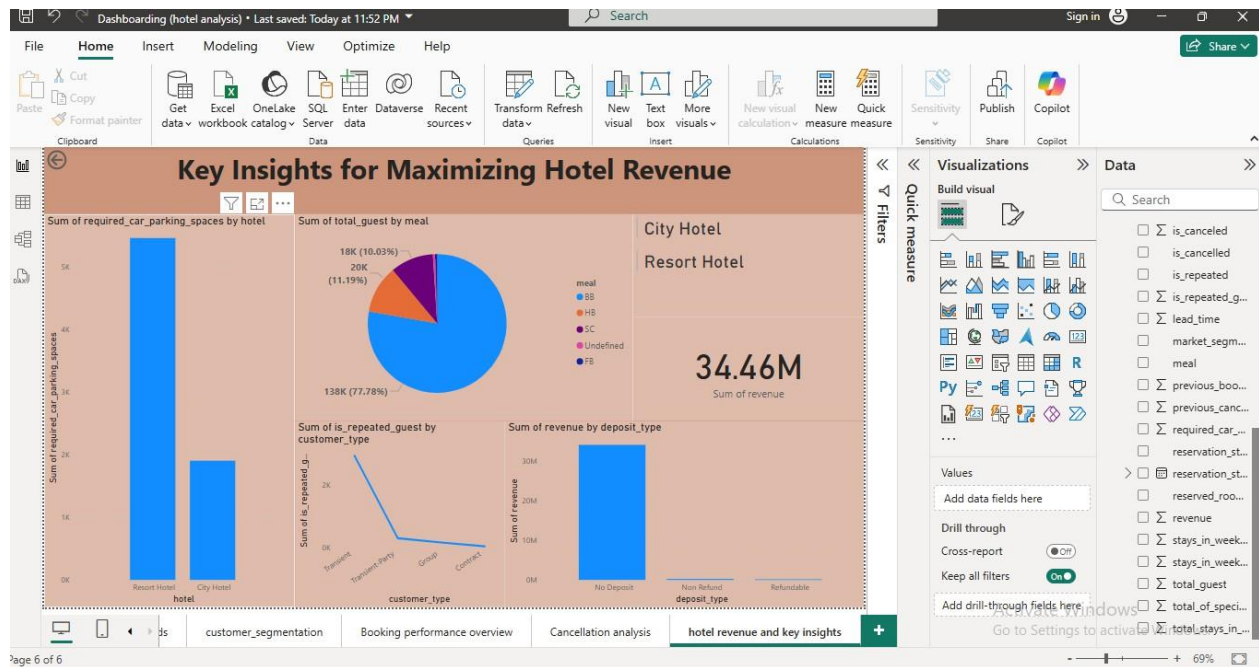 Dashboarding (hotel analysis) • Last saved: Today at 11:52 PM
Search
Sign in
File Home Insert Modeling View Optimize Help
Share
Paste
Cut
Copy
Format painter
Clipboard
Get data
Excel workbook
OneLake catalog
SQL Server
Enter data
Dataverse
Recent sources
Data
Transform data
Refresh
Queries
New visual
Text box
More visuals
Insert
New visual calculation
New measure
Quick measure
Calculations
Sensitivity
Sensitivity
Publish
Share
Copilot
Copilot
Key Insights for Maximizing Hotel Revenue
Sum of required_car_parking_spaces by hotel
Sum of required_car_parking_spaces
5K
4K
3K
2K
1K
0K
Resort Hotel City Hotel
hotel
Sum of total_guest by meal
18K (10.03%)
20K
(11.19%)
138K (77.78%)
meal
BB
HB
SC
Undefined
FB
City Hotel
Resort Hotel
34.46M
Sum of revenue
Sum of is_repeated_guest by
customer_type
Sum of is_repeated_g...
2K
0K
Transient Transient-Party Group Contract
customer_type
Sum of revenue by deposit_type
Sum of revenue
30M
20M
10M
0M
No Deposit Non Refund Refundable
deposit_type
Filters
Quick measure
Visualizations
Build visual
Values
Add data fields here
Drill through
Cross-report
Off
Keep all filters
On
Add drill-through fields here
Data
Search
is_canceled
is_cancelled
is_repeated
is_repeated_g...
lead_time
market_segm...
meal
previous_boo...
previous_canc...
required_car_...
reservation_st...
reservation_st...
reserved_roo...
revenue
stays_in_week...
stays_in_week...
total_guest
total_of_speci...
total_stays_in_...
Activate Windows
Go to Settings to activate Windows.
ds customer_segmentation Booking performance overview Cancellation analysis hotel revenue and key insights
Page 6 of 6
69%